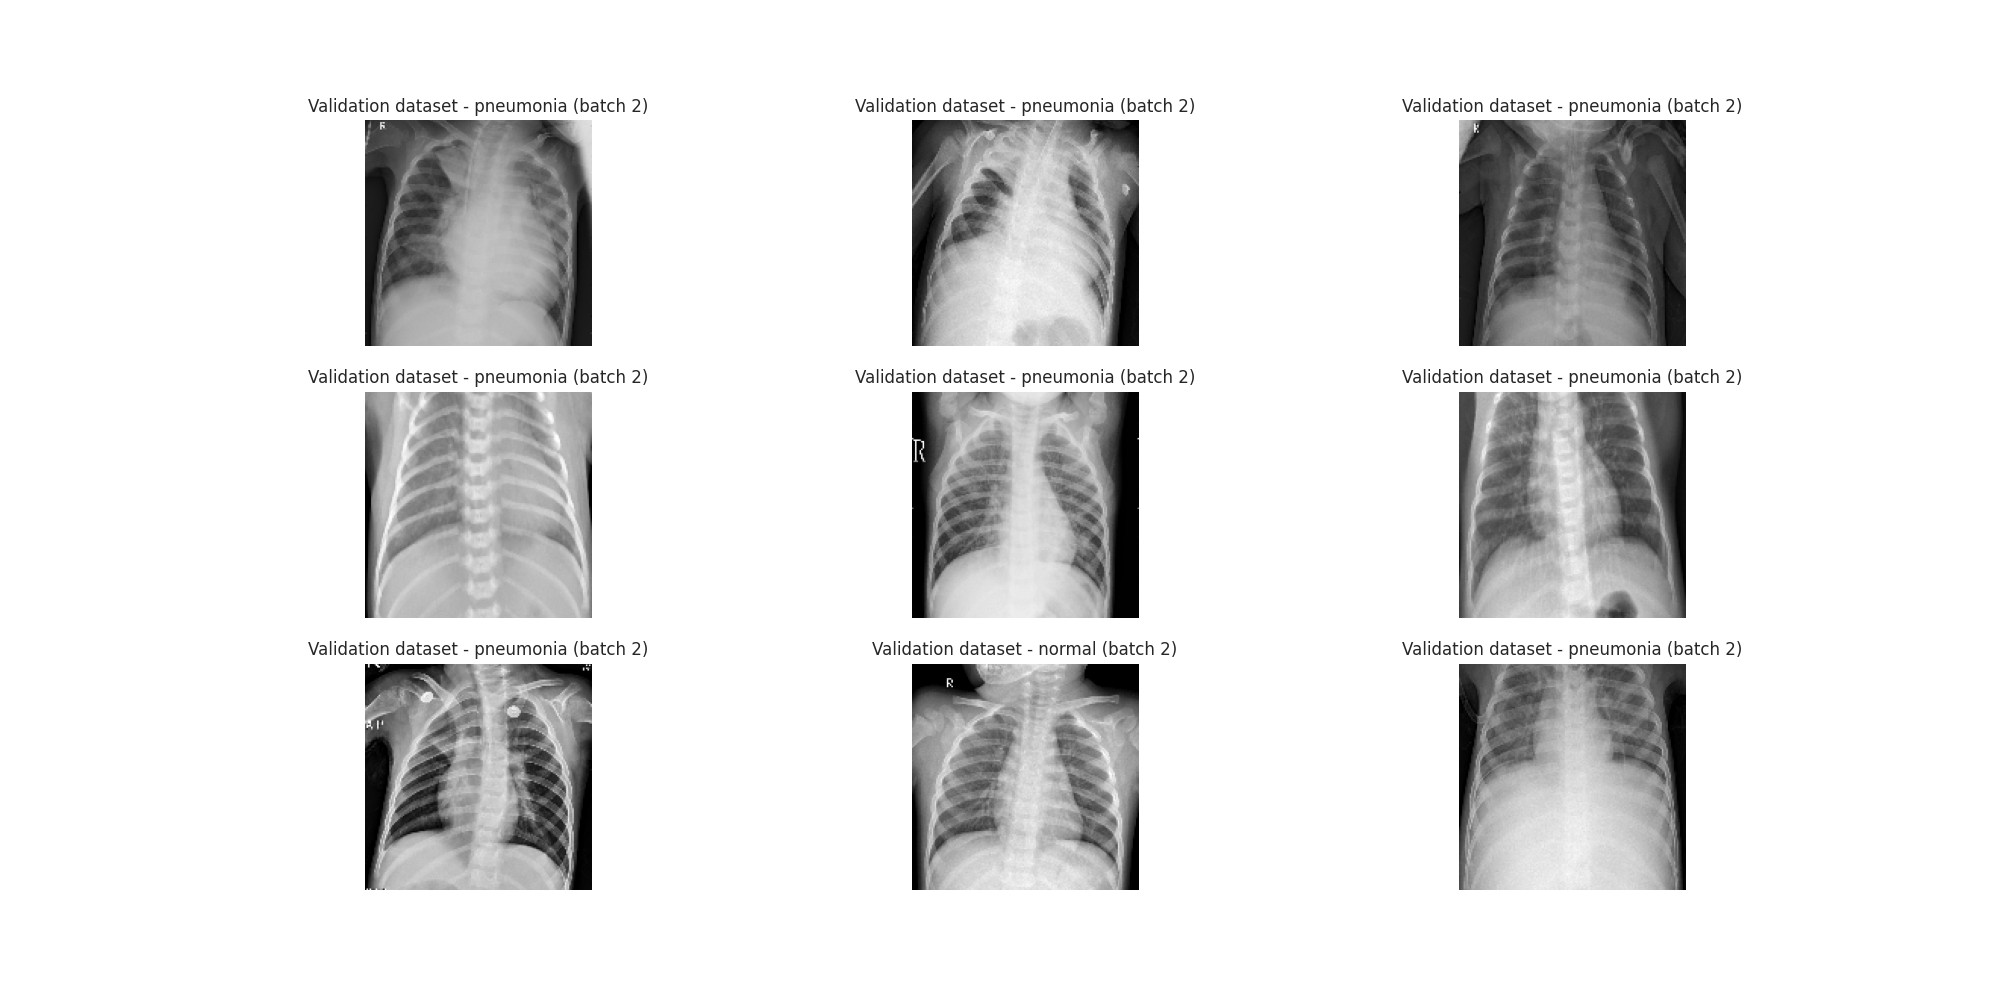 Validation dataset - pneumonia (batch 2)
Validation dataset - pneumonia (batch 2)
Validation dataset - pneumonia (batch 2)
R
R
Validation dataset - pneumonia (batch 2)
Validation dataset - pneumonia (batch 2)
Validation dataset - pneumonia (batch 2)
R
Validation dataset - pneumonia (batch 2)
Validation dataset - normal (batch 2)
Validation dataset - pneumonia (batch 2)
R